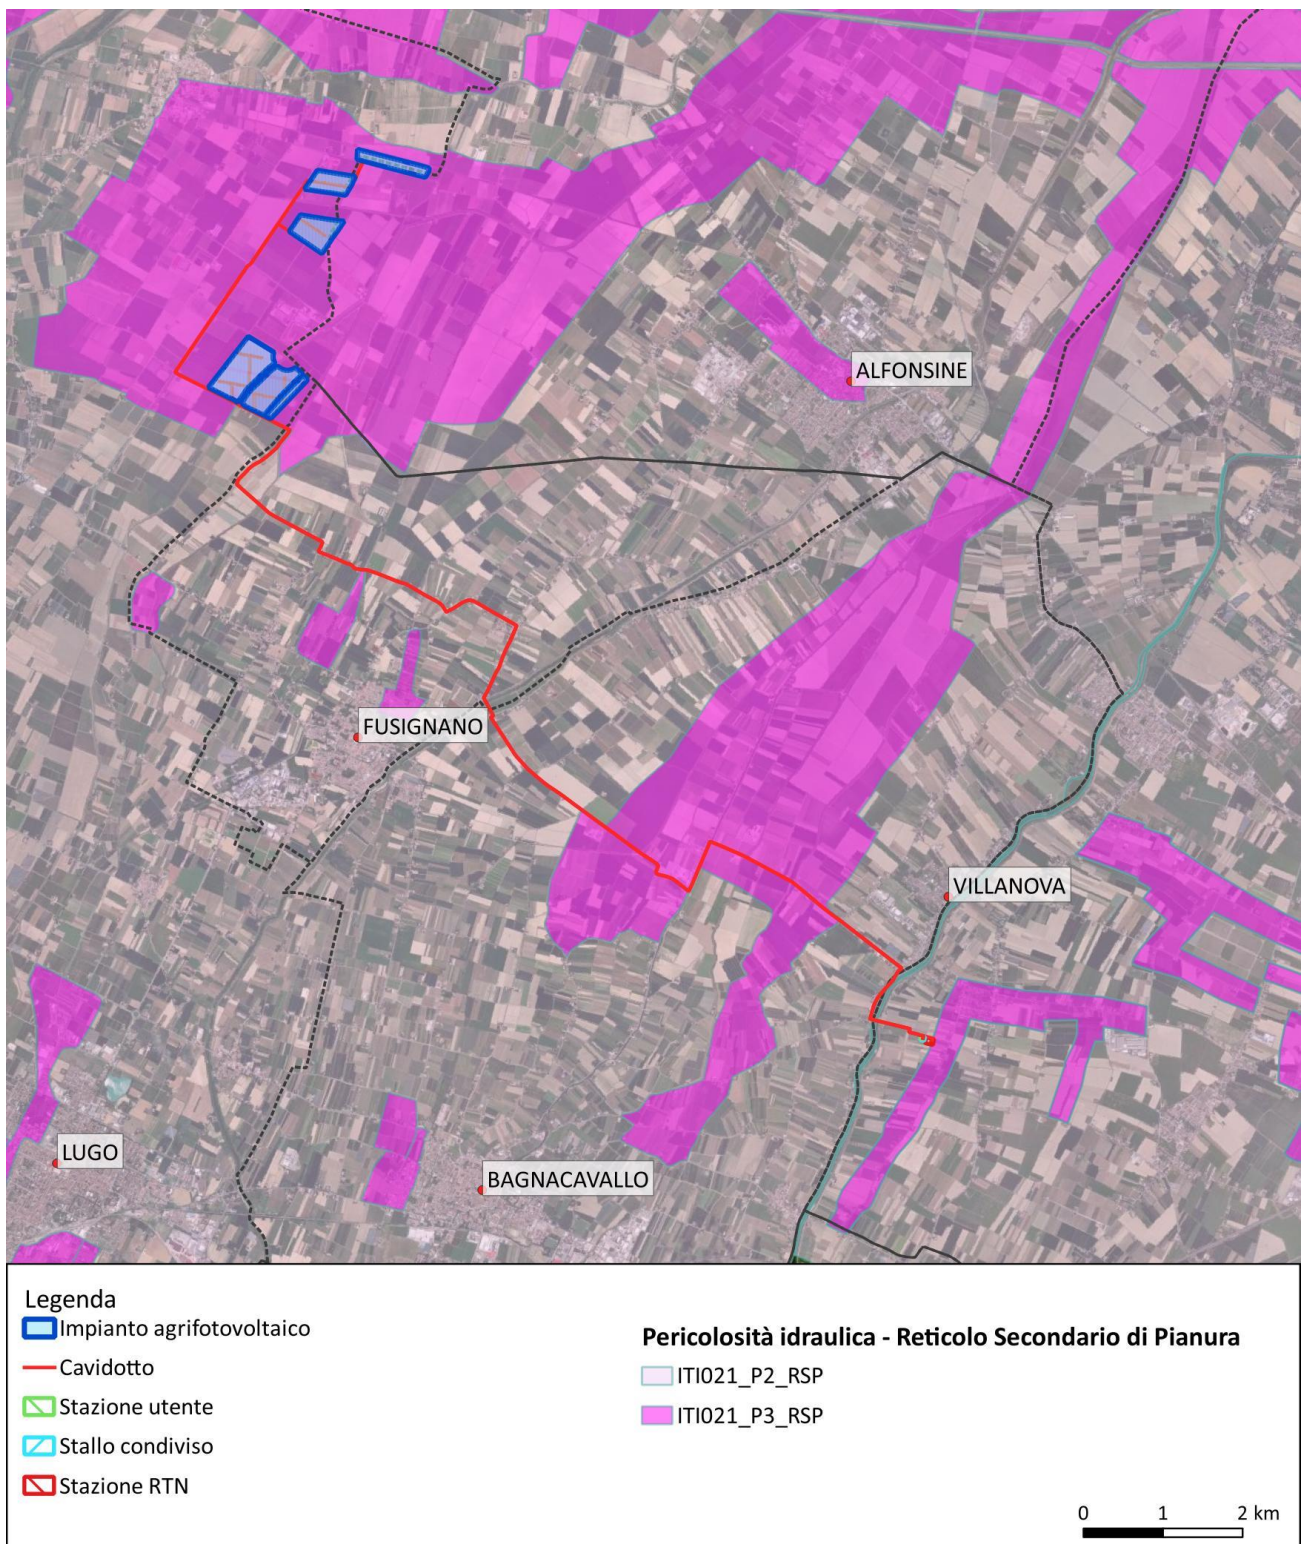 ALFONSINE
FUSIGNANO
VILLANOVA
LUGO
BAGNACAVALLO
Legenda
Impianto agrifotovoltaico
Cavidotto
Stazione utente
Stallo condiviso
Stazione RTN
Pericolosità idraulica - Reticolo Secondario di Pianura
ITI021_P2_RSP
ITI021_P3_RSP
0 1 2 km